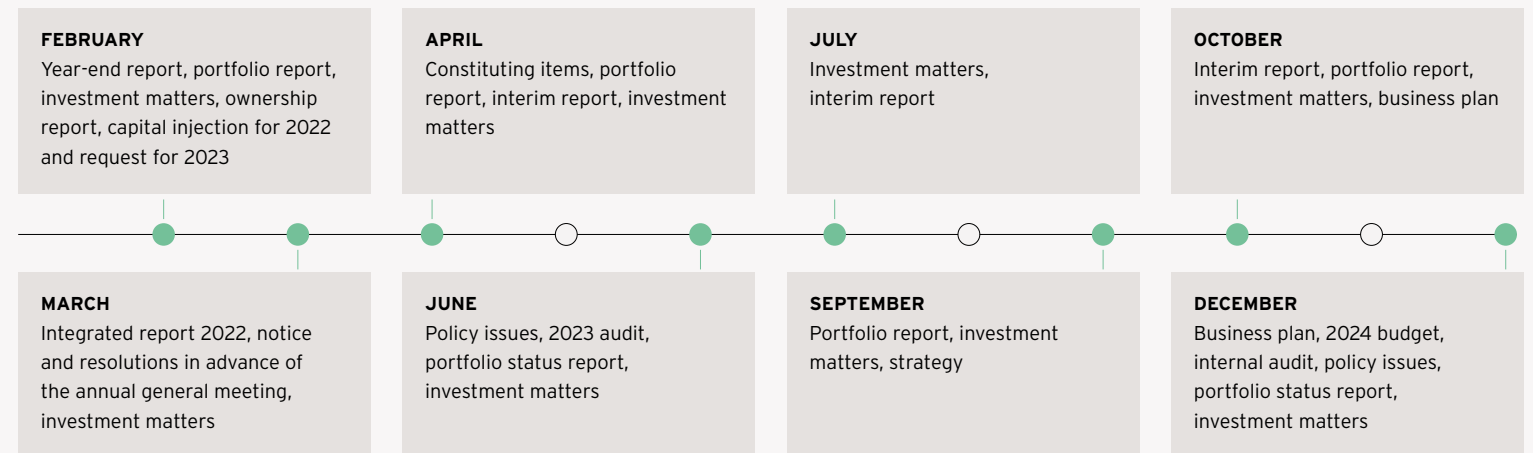 FEBRUARY
Year-end report, portfolio report,
investment matters, ownership
report, capital injection for 2022
and request for 2023
APRIL
Constituting items, portfolio
report, interim report, investment
matters
JULY
Investment matters,
interim report
OCTOBER
Interim report, portfolio report,
investment matters, business plan
MARCH
Integrated report 2022, notice
and resolutions in advance of
the annual general meeting,
investment matters
JUNE
Policy issues, 2023 audit,
portfolio status report,
investment matters
SEPTEMBER
Portfolio report, investment
matters, strategy
DECEMBER
Business plan, 2024 budget,
internal audit, policy issues,
portfolio status report,
investment matters